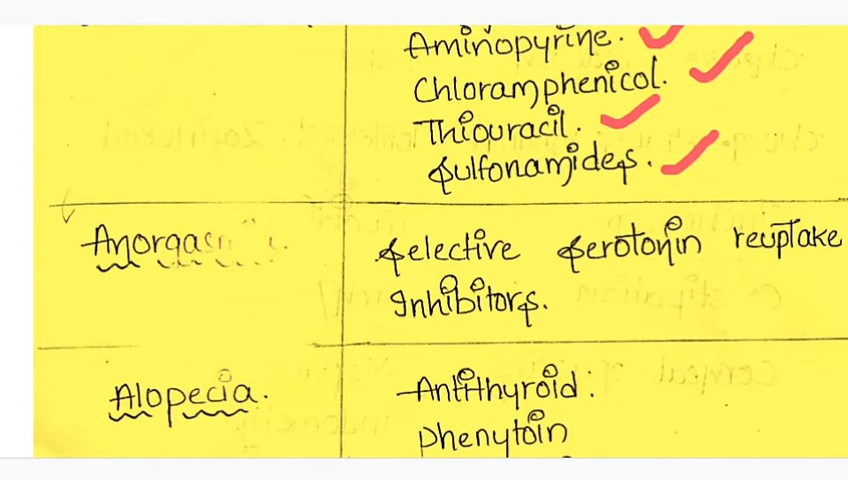 Aminopyrine.
Chloramphenicol.
Thiouracil.
Sulfonamides.
Selective Serotonin reuptake
Inhibitors.
Alopecia.
Antithyroid:
Phenytoin